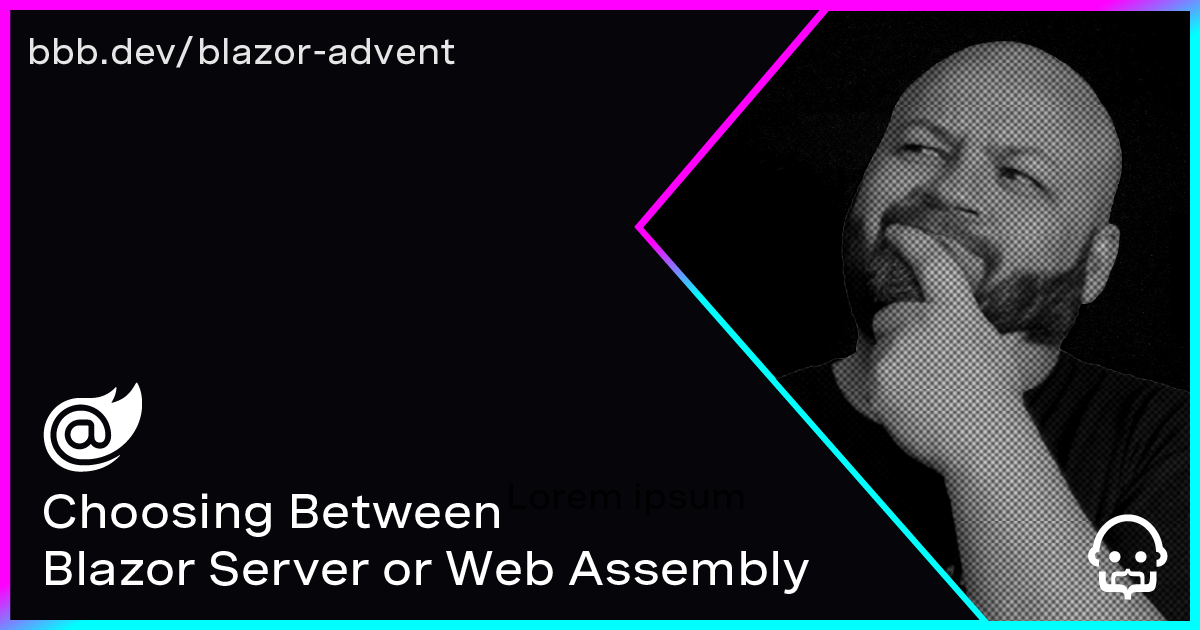 bbb.dev/blazor-advent
Lorem ipsum
Choosing Between
Blazor Server or Web Assembly